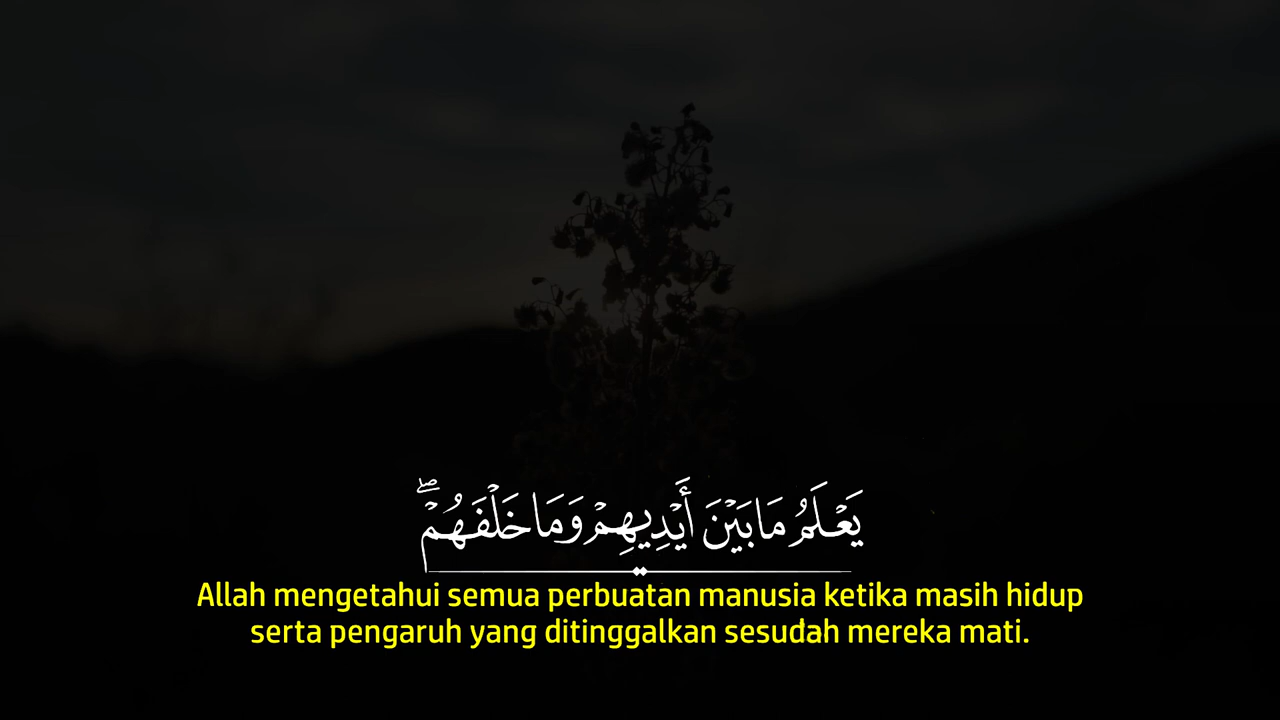 يَعْلَمُ مَا بَيْنَ أَيْدِيهِمْ وَمَا خَلْفَهُمْ ۖ
Allah mengetahui semua perbuatan manusia ketika masih hidup
serta pengaruh yang ditinggalkan sesudah mereka mati.